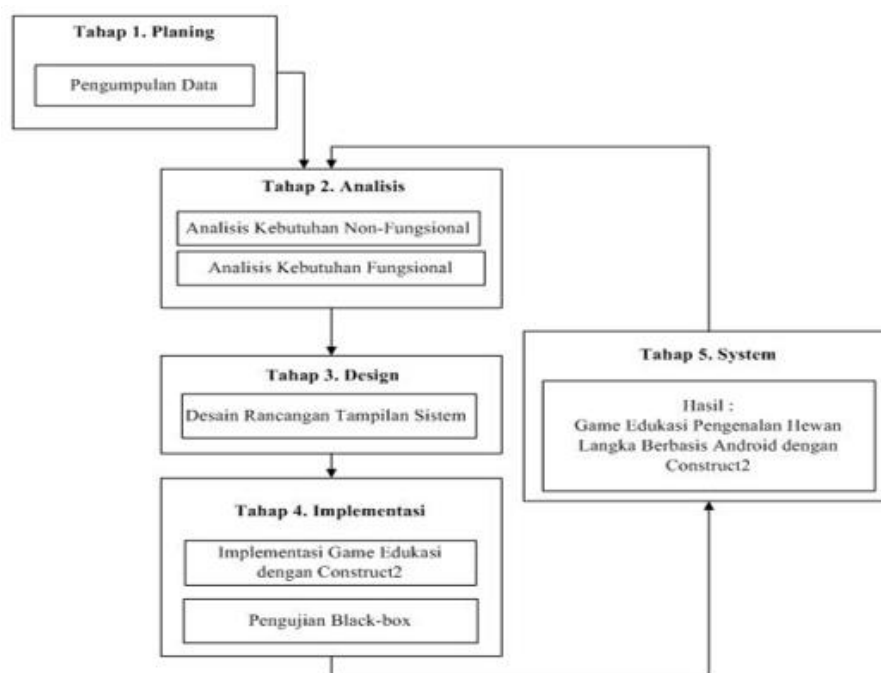 Tahap 1. Planing
Pengumpulan Data
Tahap 2. Analisis
Analisis Kebutuhan Non-Fungsional
Analisis Kebutuhan Fungsional
Tahap 3. Design
Desain Rancangan Tampilan Sistem
Tahap 4. Implementasi
Implementasi Game Edukasi
dengan Construct2
Pengujian Black-box
Tahap 5. System
Hasil :
Game Edukasi Pengenalan Hewan
Langka Berbasis Android dengan
Construct2